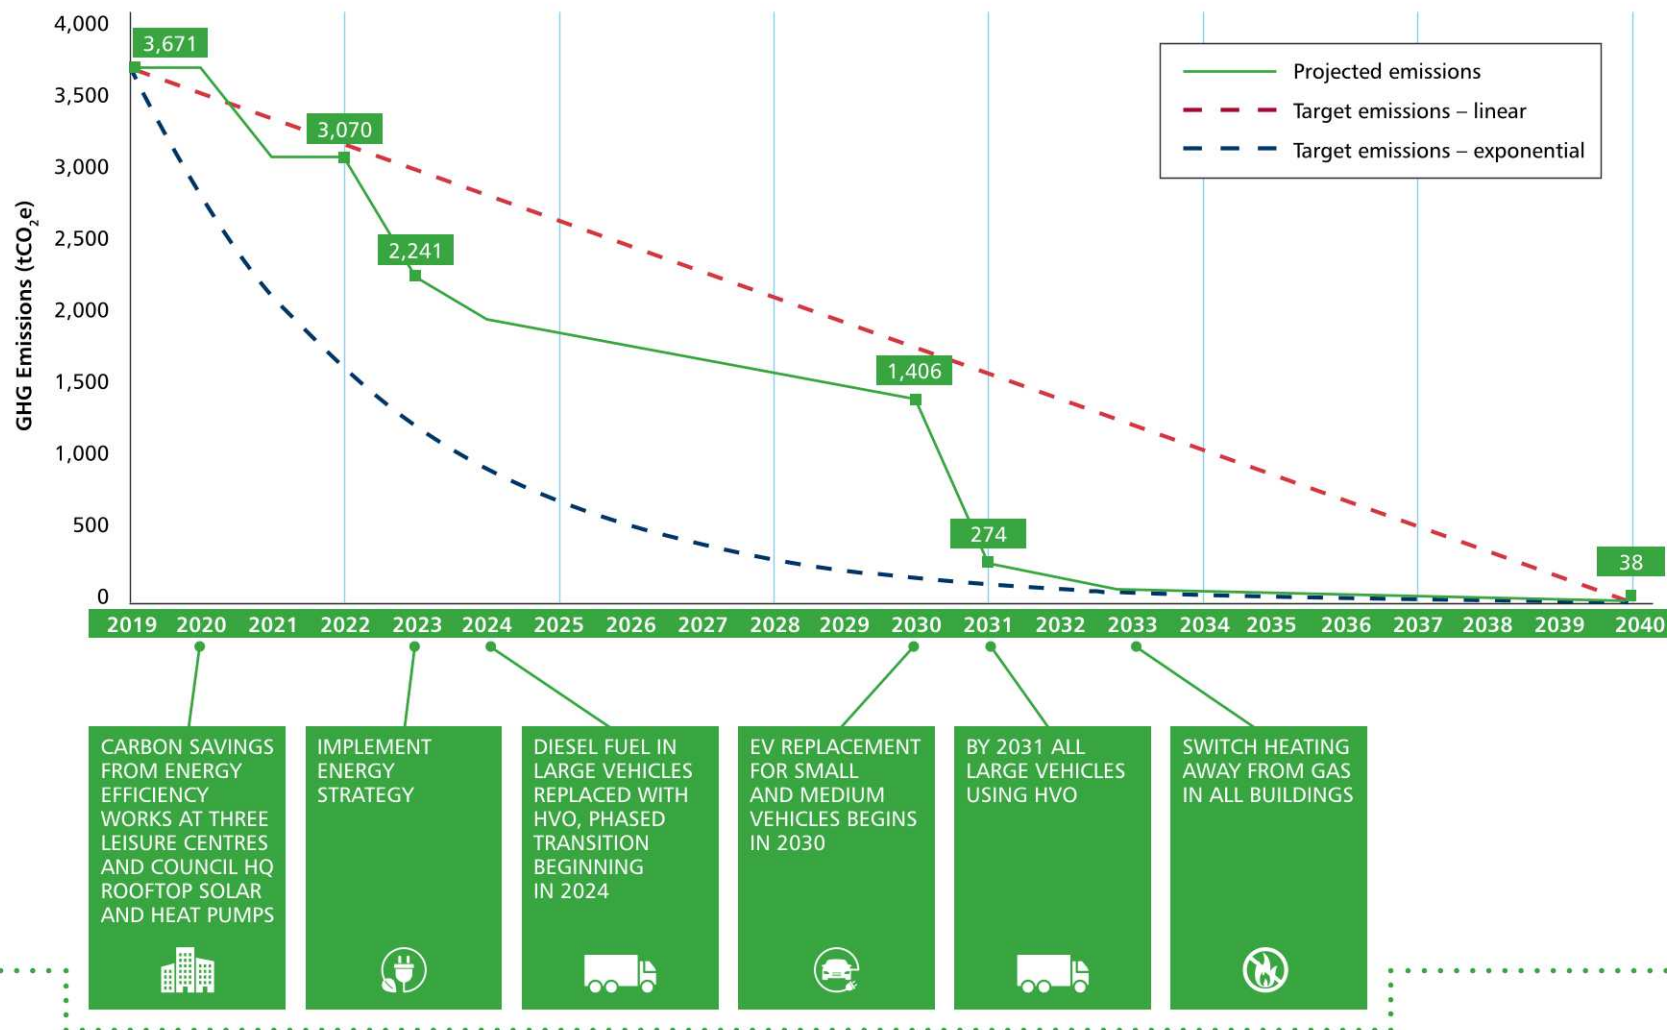 4,000
3,500
3,000
2,500
2,000
1,500
1,000
500
0
GHG Emissions (tCO₂e)
3,671
3,070
2,241
1,406
274
38
Projected emissions
Target emissions – linear
Target emissions – exponential
2019 2020 2021 2022 2023 2024 2025 2026 2027 2028 2029 2030 2031 2032 2033 2034 2035 2036 2037 2038 2039 2040
CARBON SAVINGS
FROM ENERGY
EFFICIENCY
WORKS AT THREE
LEISURE CENTRES
AND COUNCIL HQ
ROOFTOP SOLAR
AND HEAT PUMPS
IMPLEMENT
ENERGY
STRATEGY
DIESEL FUEL IN
LARGE VEHICLES
REPLACED WITH
HVO, PHASED
TRANSITION
BEGINNING
IN 2024
EV REPLACEMENT
FOR SMALL
AND MEDIUM
VEHICLES BEGINS
IN 2030
BY 2031 ALL
LARGE VEHICLES
USING HVO
SWITCH HEATING
AWAY FROM GAS
IN ALL BUILDINGS